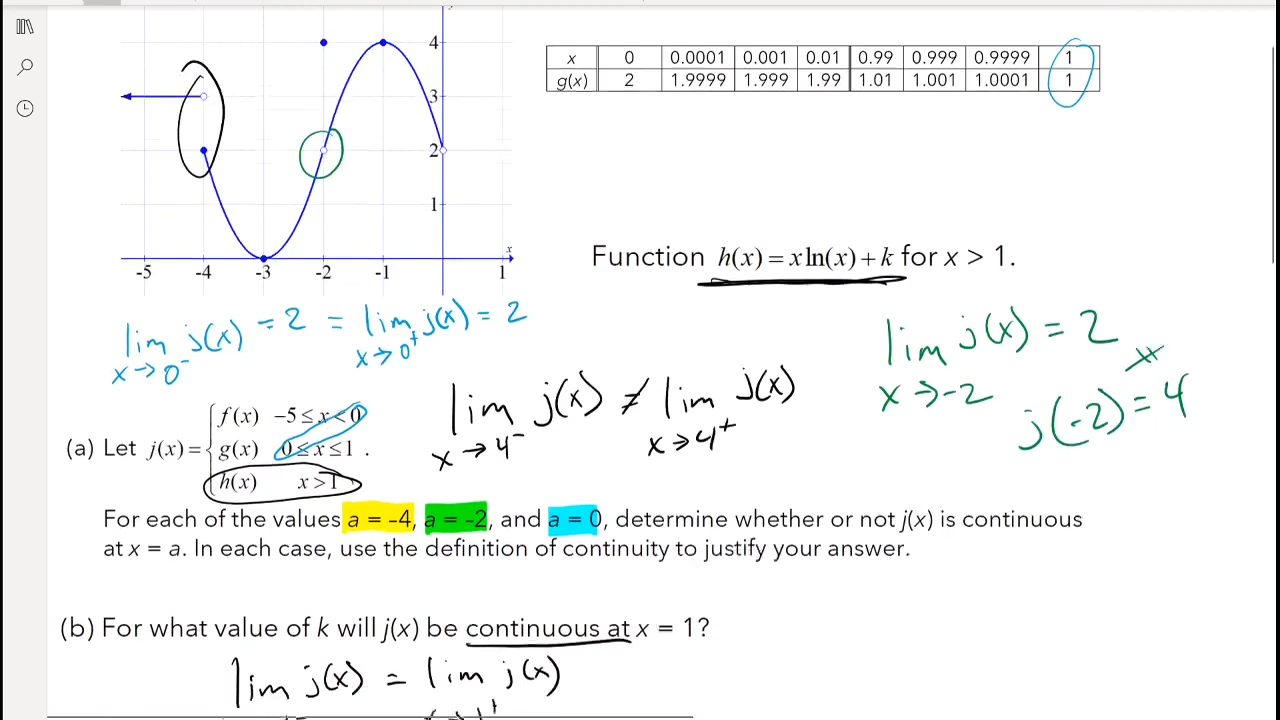 4
3
2
1
-5 -4 -3 -2 -1 1
x
x 0 0.0001 0.001 0.01 0.99 0.999 0.9999 1
g(x) 2 1.9999 1.999 1.99 1.01 1.001 1.0001 1
Function h(x) = x ln(x) + k for x > 1.
lim j(x) = 2 = lim j(x) = 2
x→0⁻ x→0⁺
lim j(x) = 2
x→-2
j(-2) = 4
lim j(x) ≠ lim j(x)
x→4⁻ x→4⁺
f(x) -5 ≤ x < 0
(a) Let j(x) = { g(x) 0 ≤ x ≤ 1 .
h(x) x > 1
For each of the values a = –4, a = –2, and a = 0, determine whether or not j(x) is continuous
at x = a. In each case, use the definition of continuity to justify your answer.
(b) For what value of k will j(x) be continuous at x = 1?
lim j(x) = lim j(x)
x→1⁺